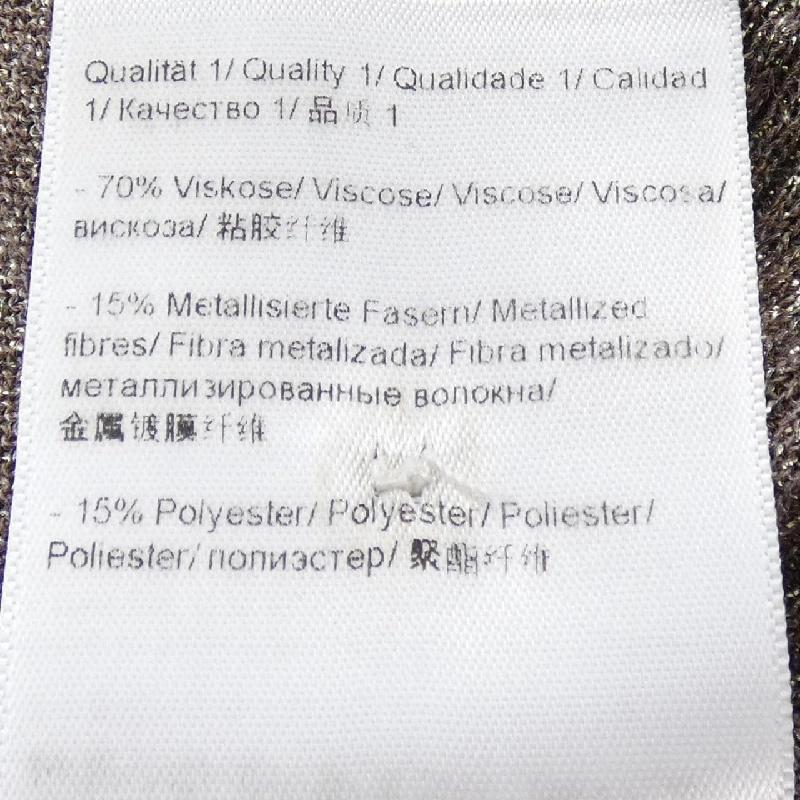 Qualität 1/ Quality 1/ Qualidade 1/ Calidad
1/ Качество 1/ 品质 1
- 70% Viskose/ Viscose/ Viscose/ Viscosa/
вискоза/ 粘胶纤维
- 15% Metallisierte Fasern/ Metallized
fibres/ Fibra metalizada/ Fibra metalizado/
металлизированные волокна/
金属镀膜纤维
- 15% Polyester/ Polyester/ Poliester/
Poliester/ полиэстер/ 聚酯纤维